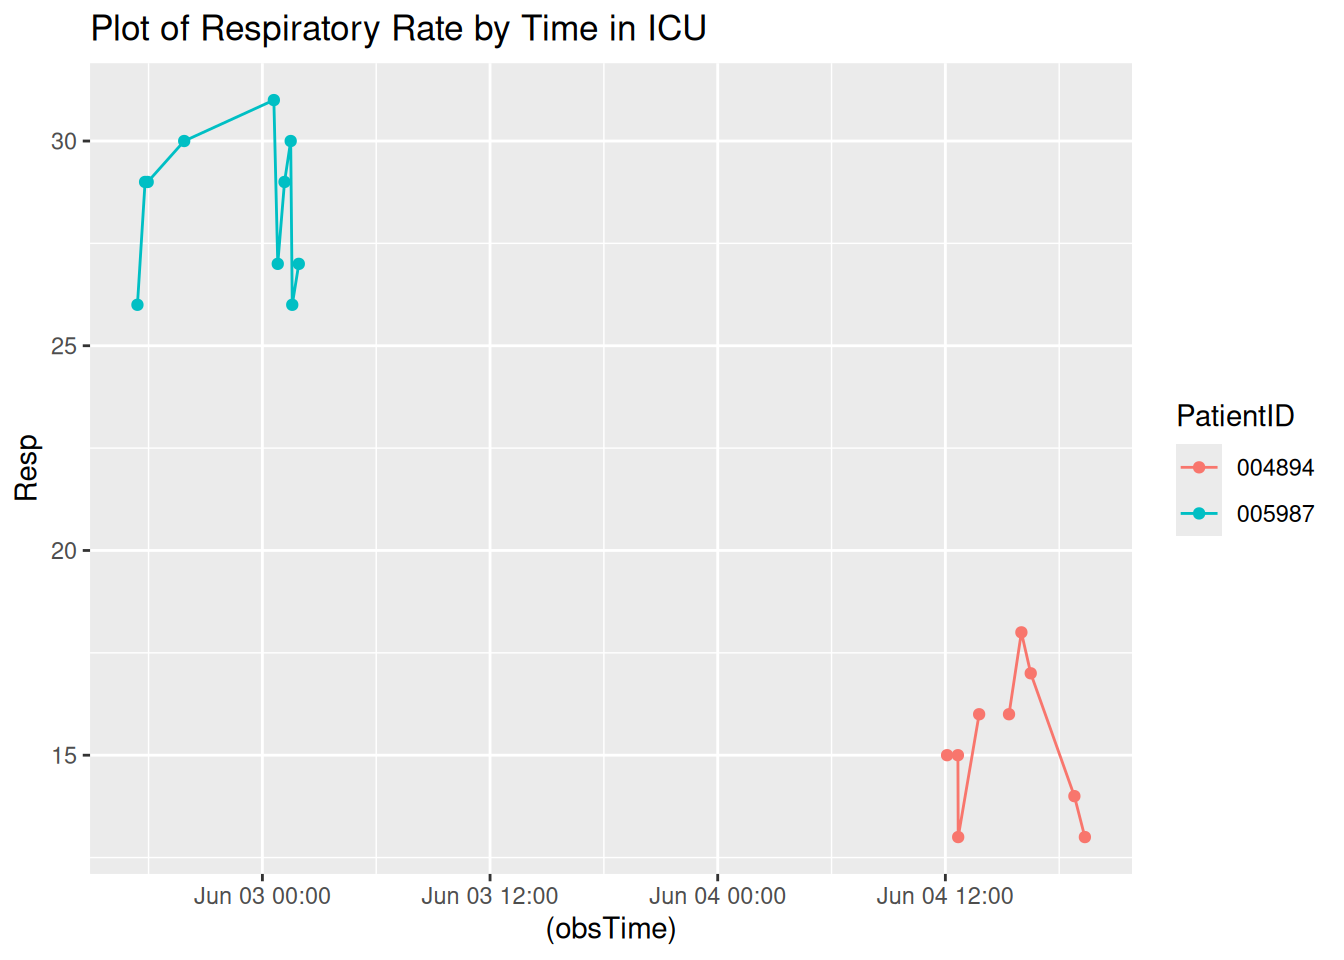 Plot of Respiratory Rate by Time in ICU
30
25
20
15
Resp
Jun 03 00:00
Jun 03 12:00
Jun 04 00:00
Jun 04 12:00
(obsTime)
PatientID
004894
005987